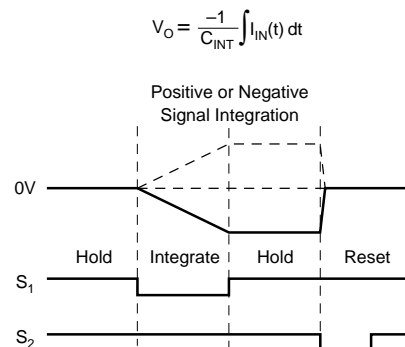 V_O = −1/C_INT ∫ I_IN(t) dt
Positive or Negative
Signal Integration
0V
Hold Integrate Hold Reset
S_1
S_2